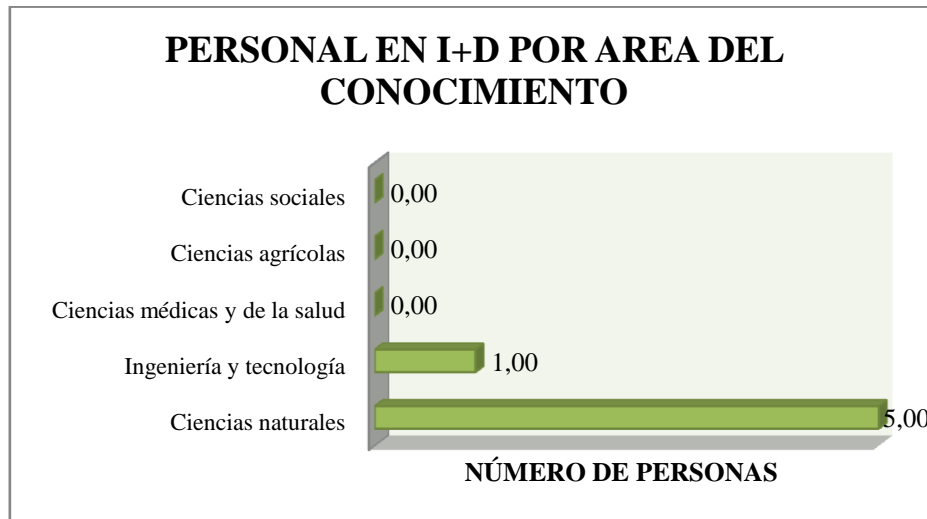 PERSONAL EN I+D POR AREA DEL
CONOCIMIENTO
Ciencias sociales 0,00
Ciencias agrícolas 0,00
Ciencias médicas y de la salud 0,00
Ingeniería y tecnología 1,00
Ciencias naturales 5,00
NÚMERO DE PERSONAS